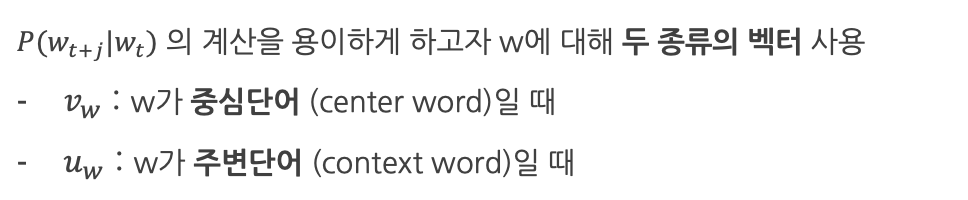 𝑃(𝑤ₜ₊ⱼ|𝑤ₜ) 의 계산을 용이하게 하고자 w에 대해 두 종류의 벡터 사용
- 𝑣_𝑤 : w가 중심단어 (center word)일 때
- 𝑢_𝑤 : w가 주변단어 (context word)일 때